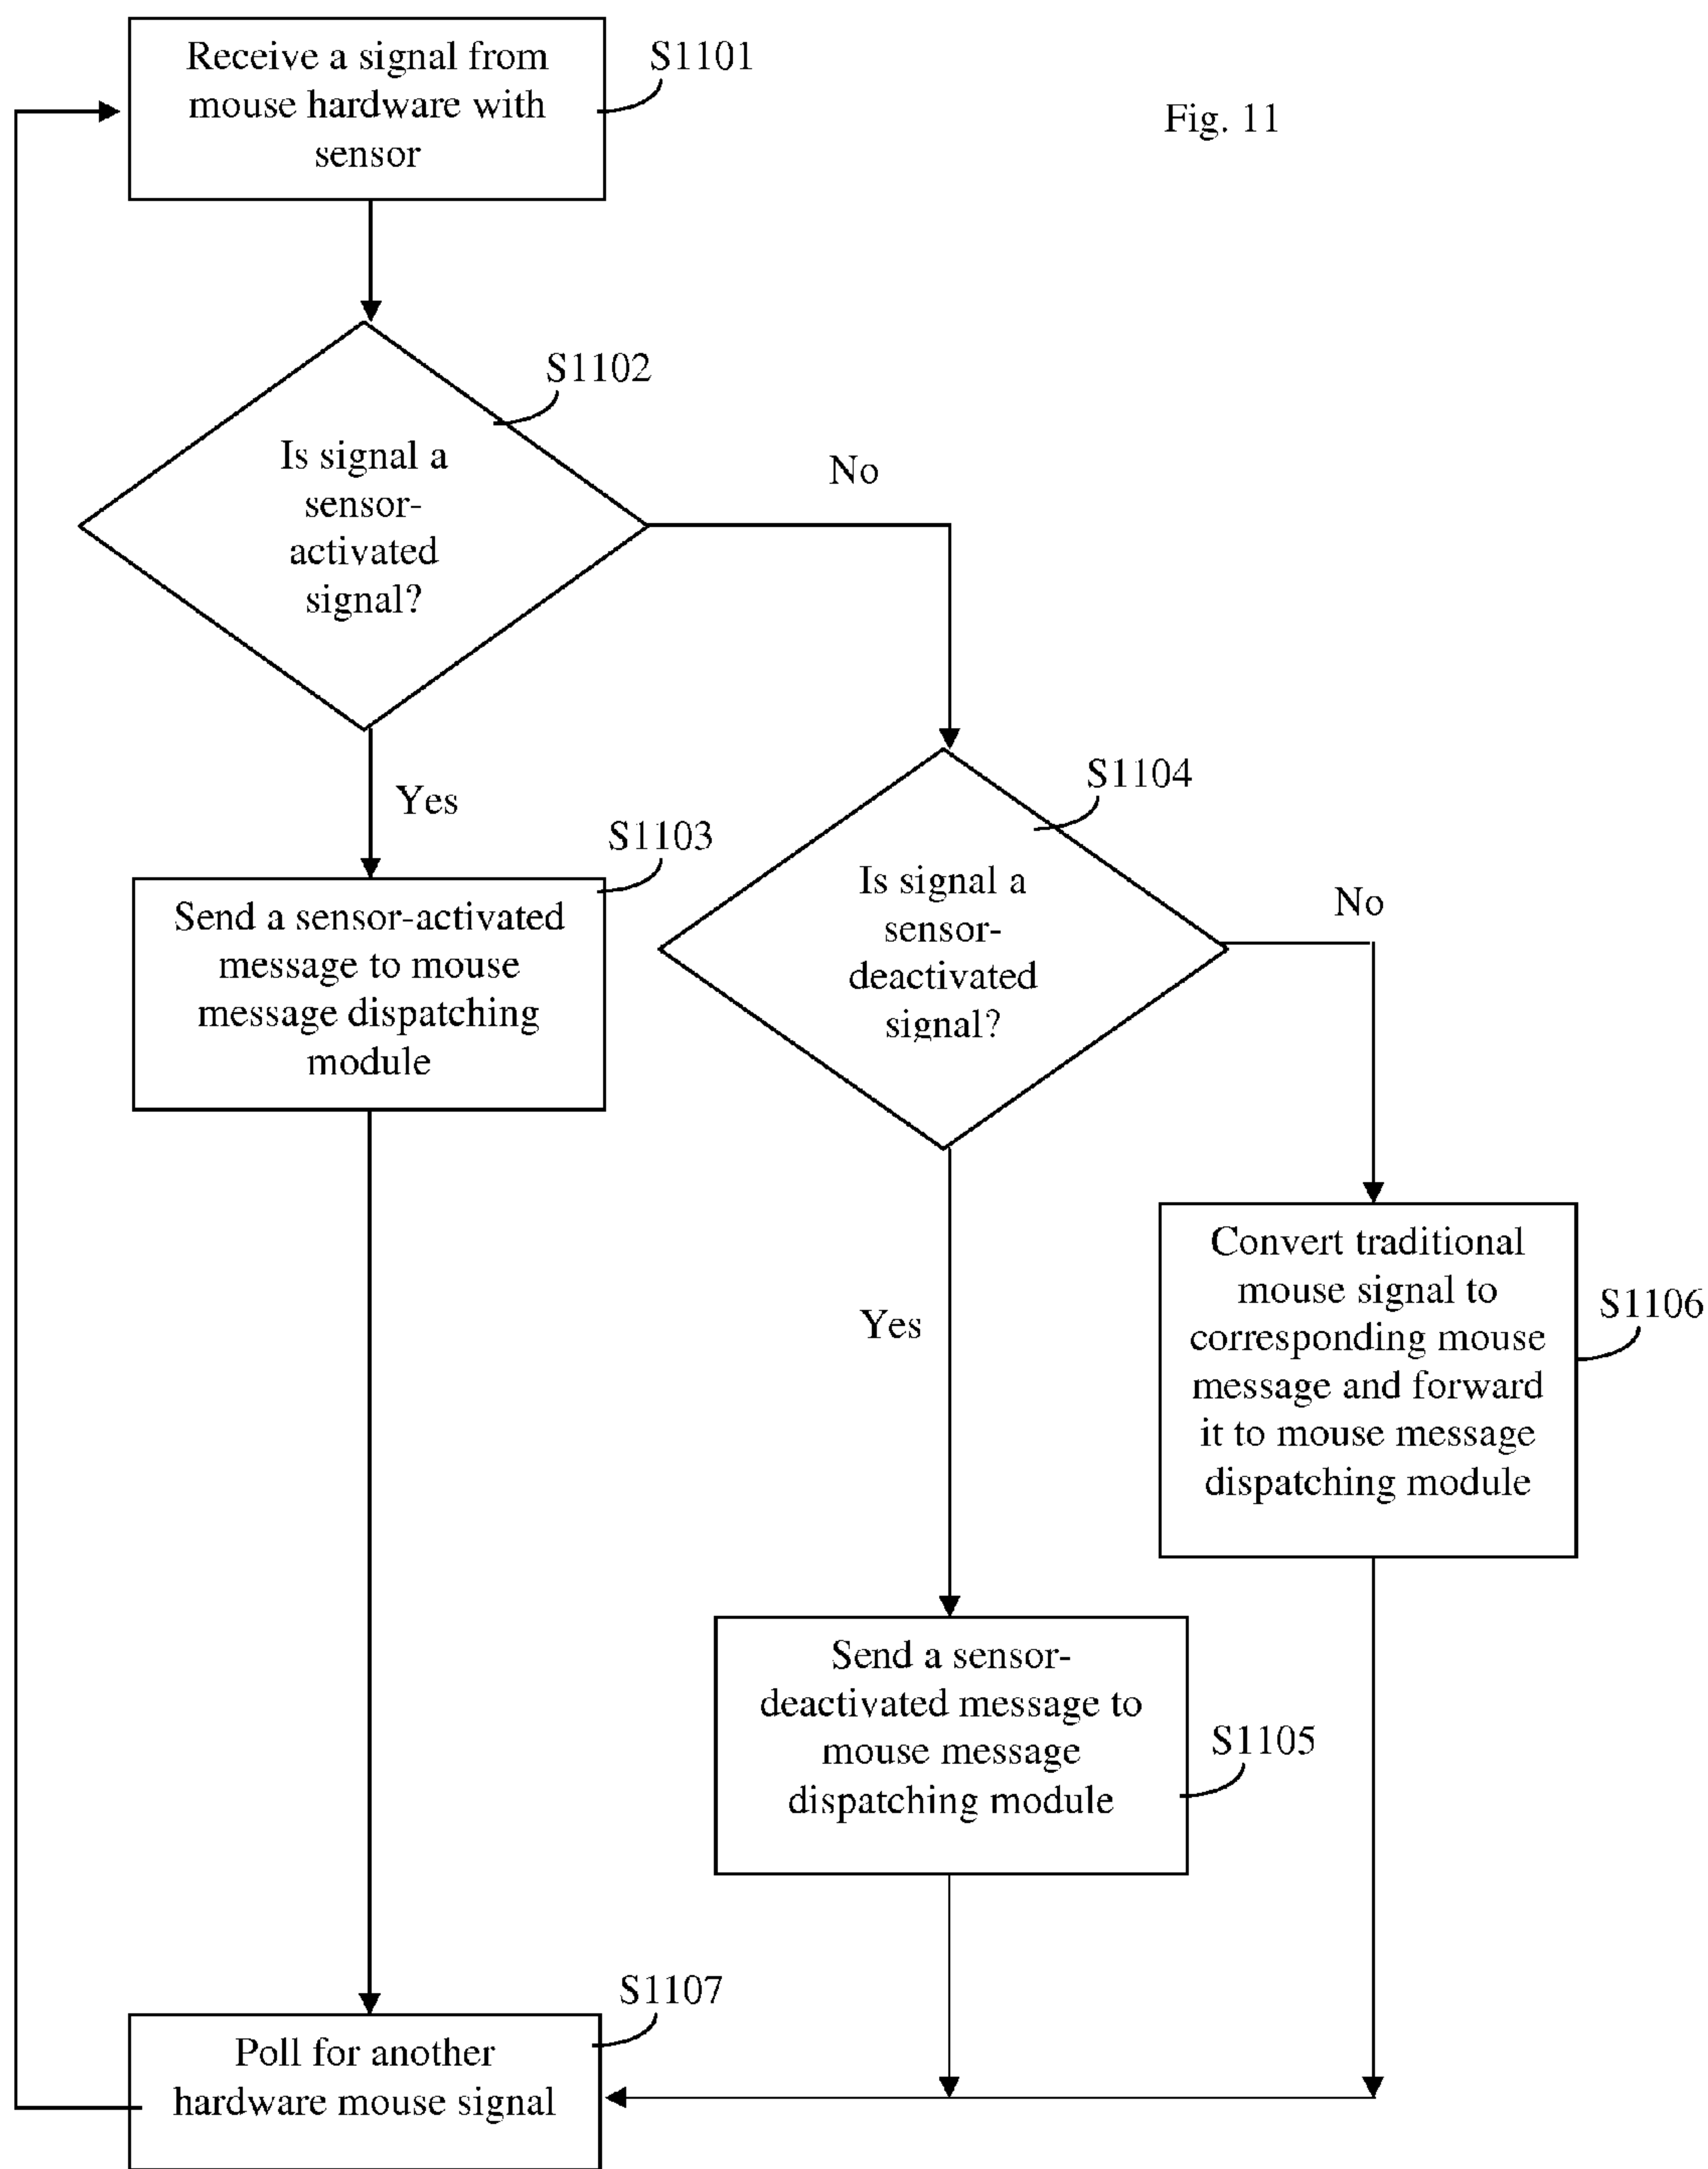 Receive a signal from
mouse hardware with
sensor
S1101
Fig. 11
S1102
Is signal a
sensor-
activated
signal?
No
Yes
S1103
Send a sensor-activated
message to mouse
message dispatching
module
S1104
Is signal a
sensor-
deactivated
signal?
No
Yes
Convert traditional
mouse signal to
corresponding mouse
message and forward
it to mouse message
dispatching module
S1106
Send a sensor-
deactivated message to
mouse message
dispatching module
S1105
S1107
Poll for another
hardware mouse signal